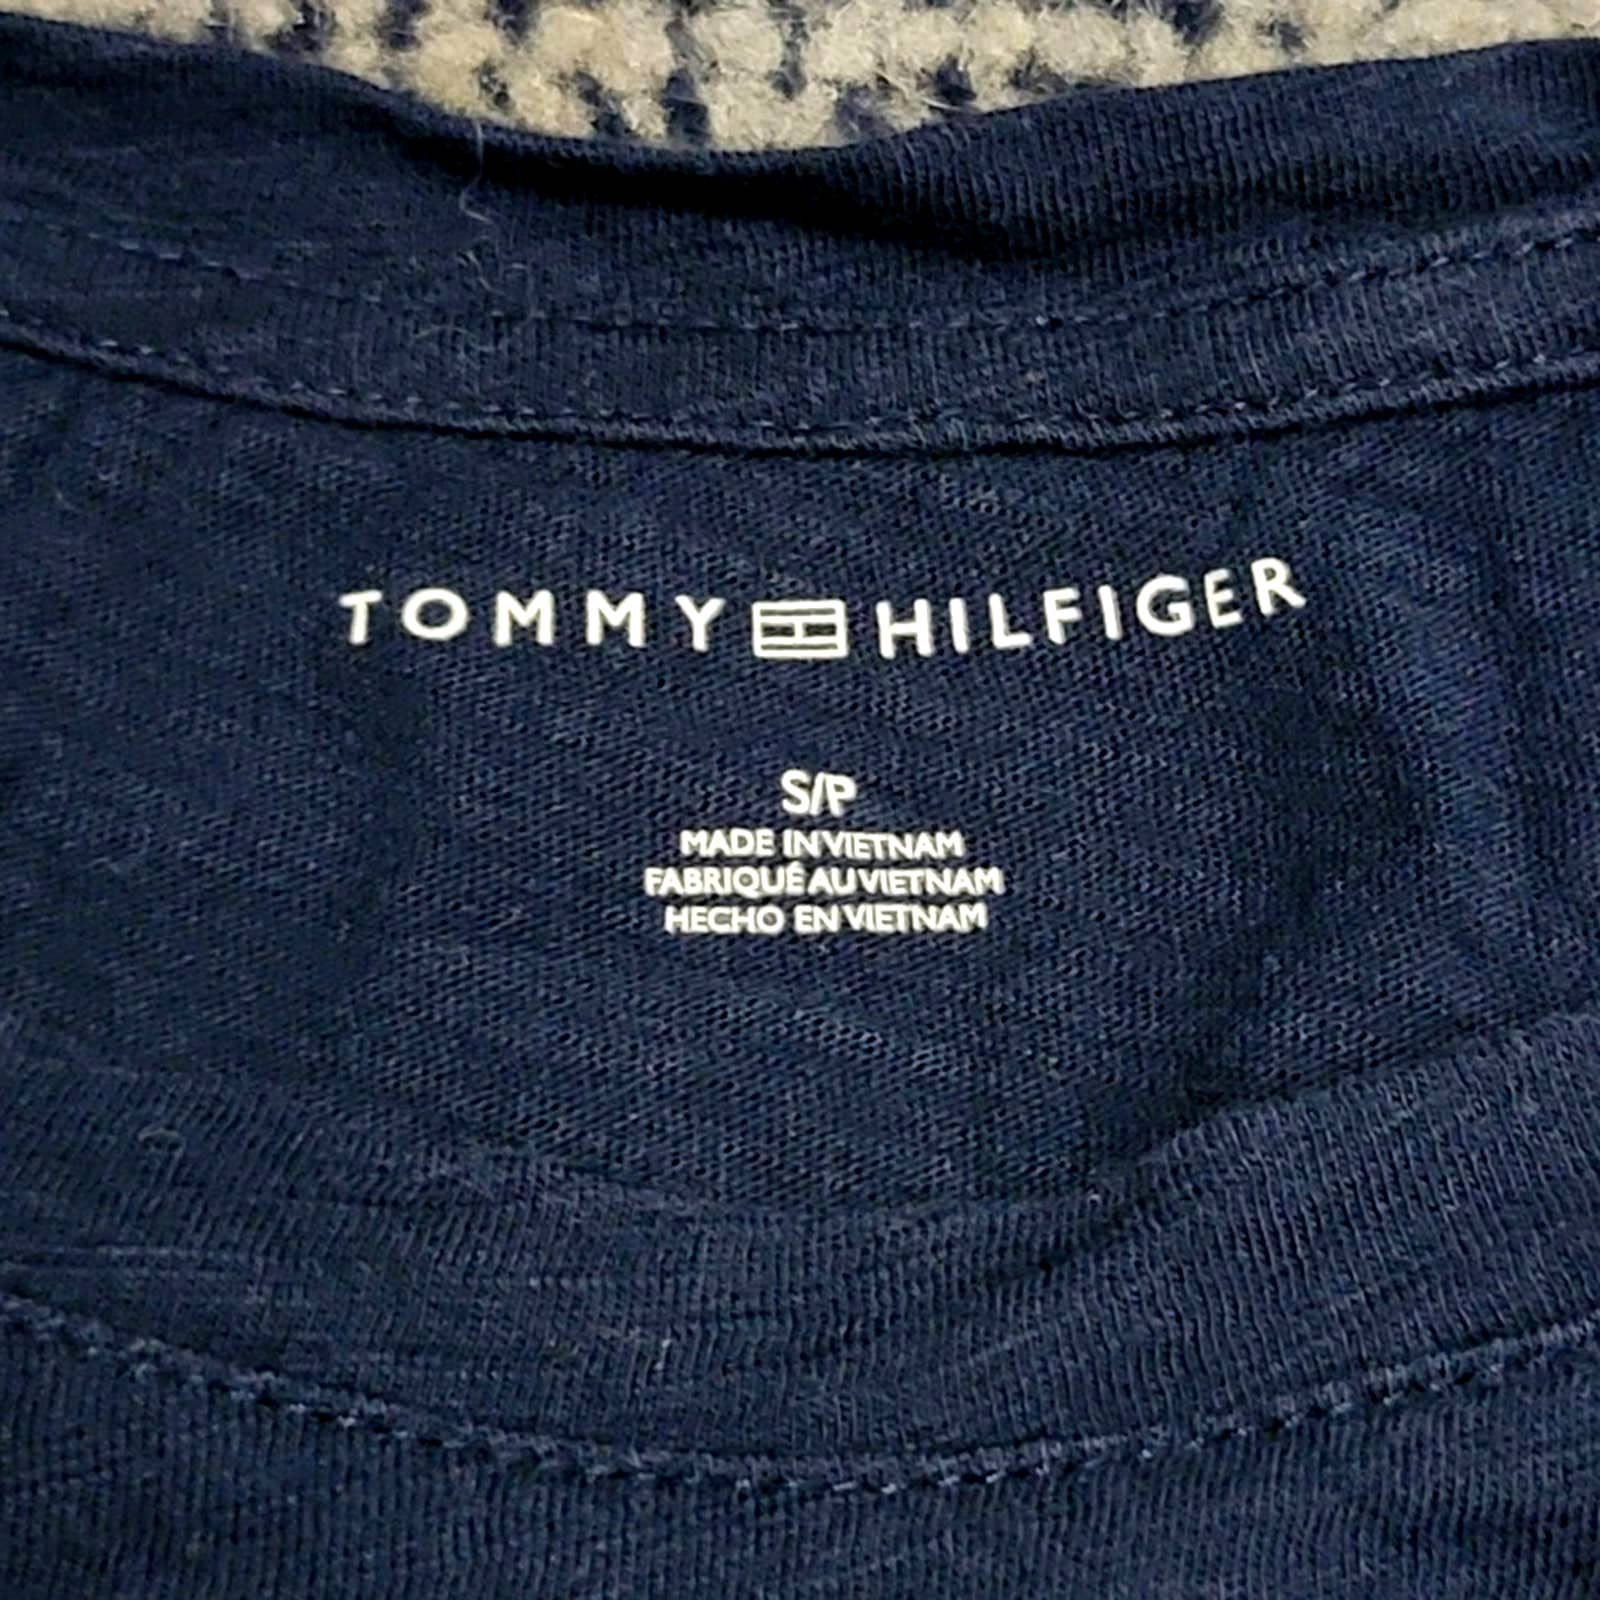 TOMMY HILFIGER
S/P
MADE IN VIETNAM
FABRIQUÉ AU VIETNAM
HECHO EN VIETNAM